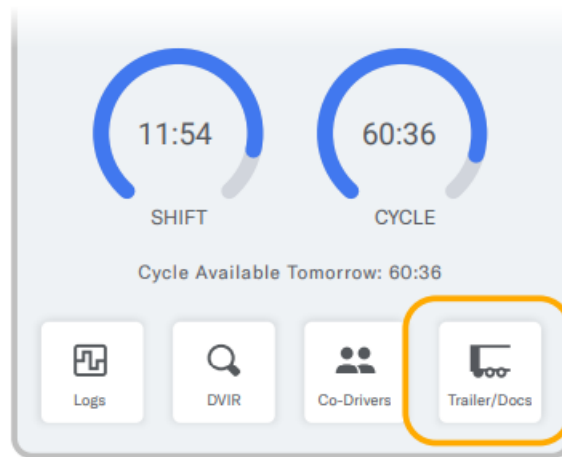 11:54
60:36
SHIFT
CYCLE
Cycle Available Tomorrow: 60:36
Logs
DVIR
Co-Drivers
Trailer/Docs